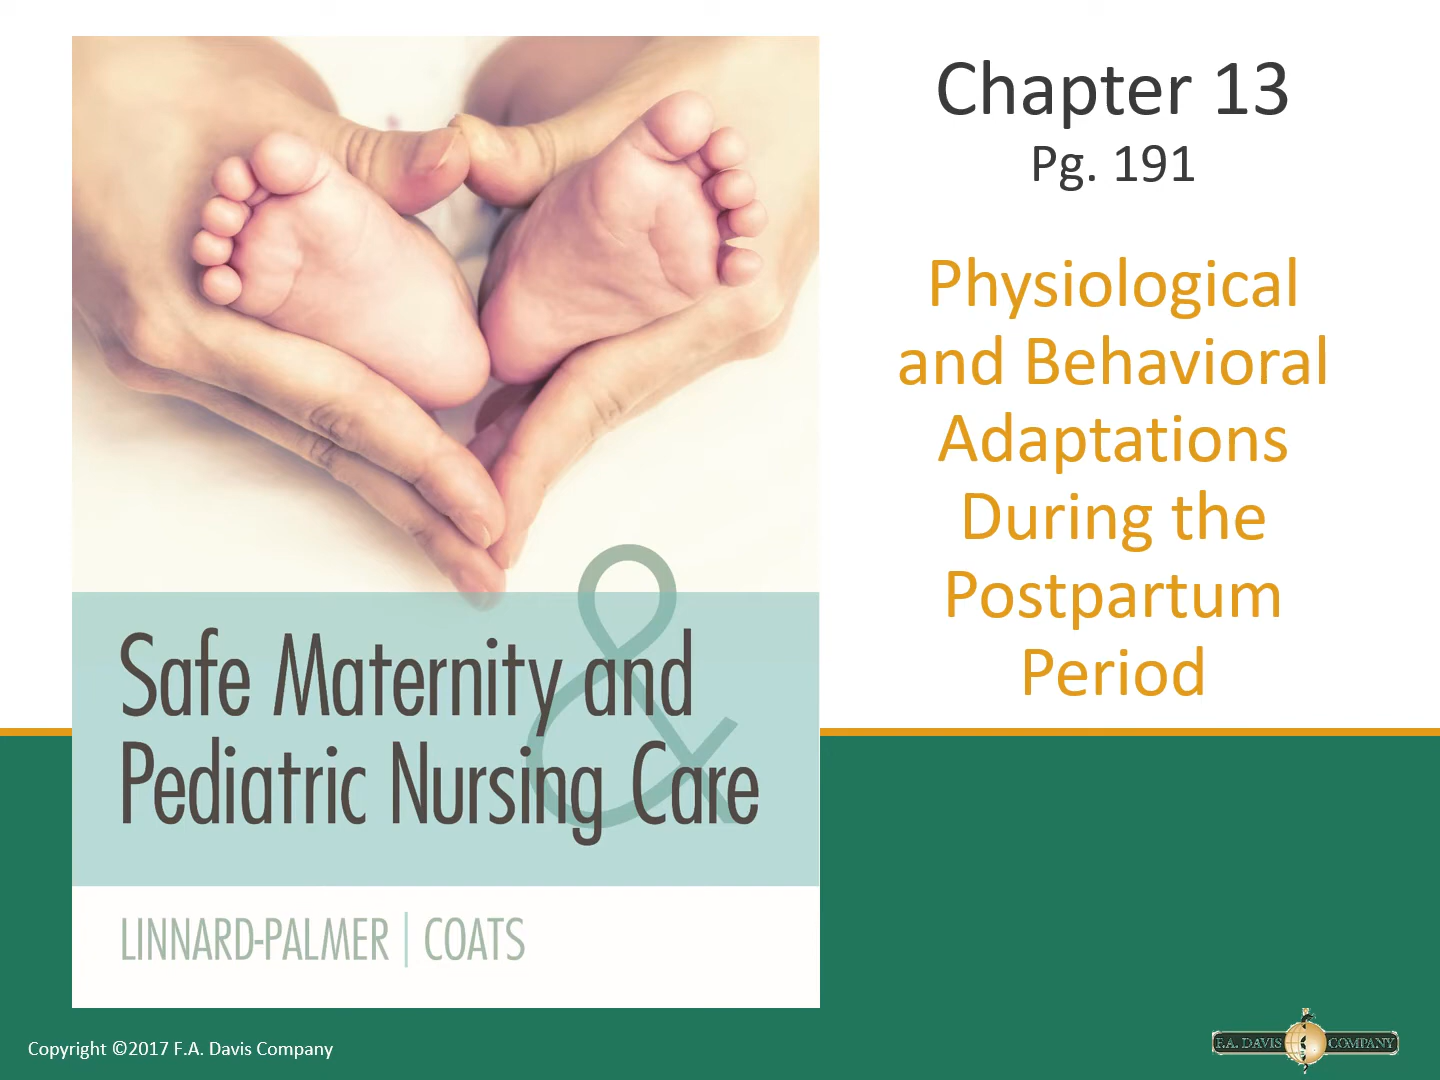 Chapter 13
Pg. 191
Physiological
and Behavioral
Adaptations
During the
Postpartum
Period
&
Safe Maternity and
Pediatric Nursing Care
LINNARD-PALMER | COATS
Copyright ©2017 F.A. Davis Company
F.A. DAVIS COMPANY